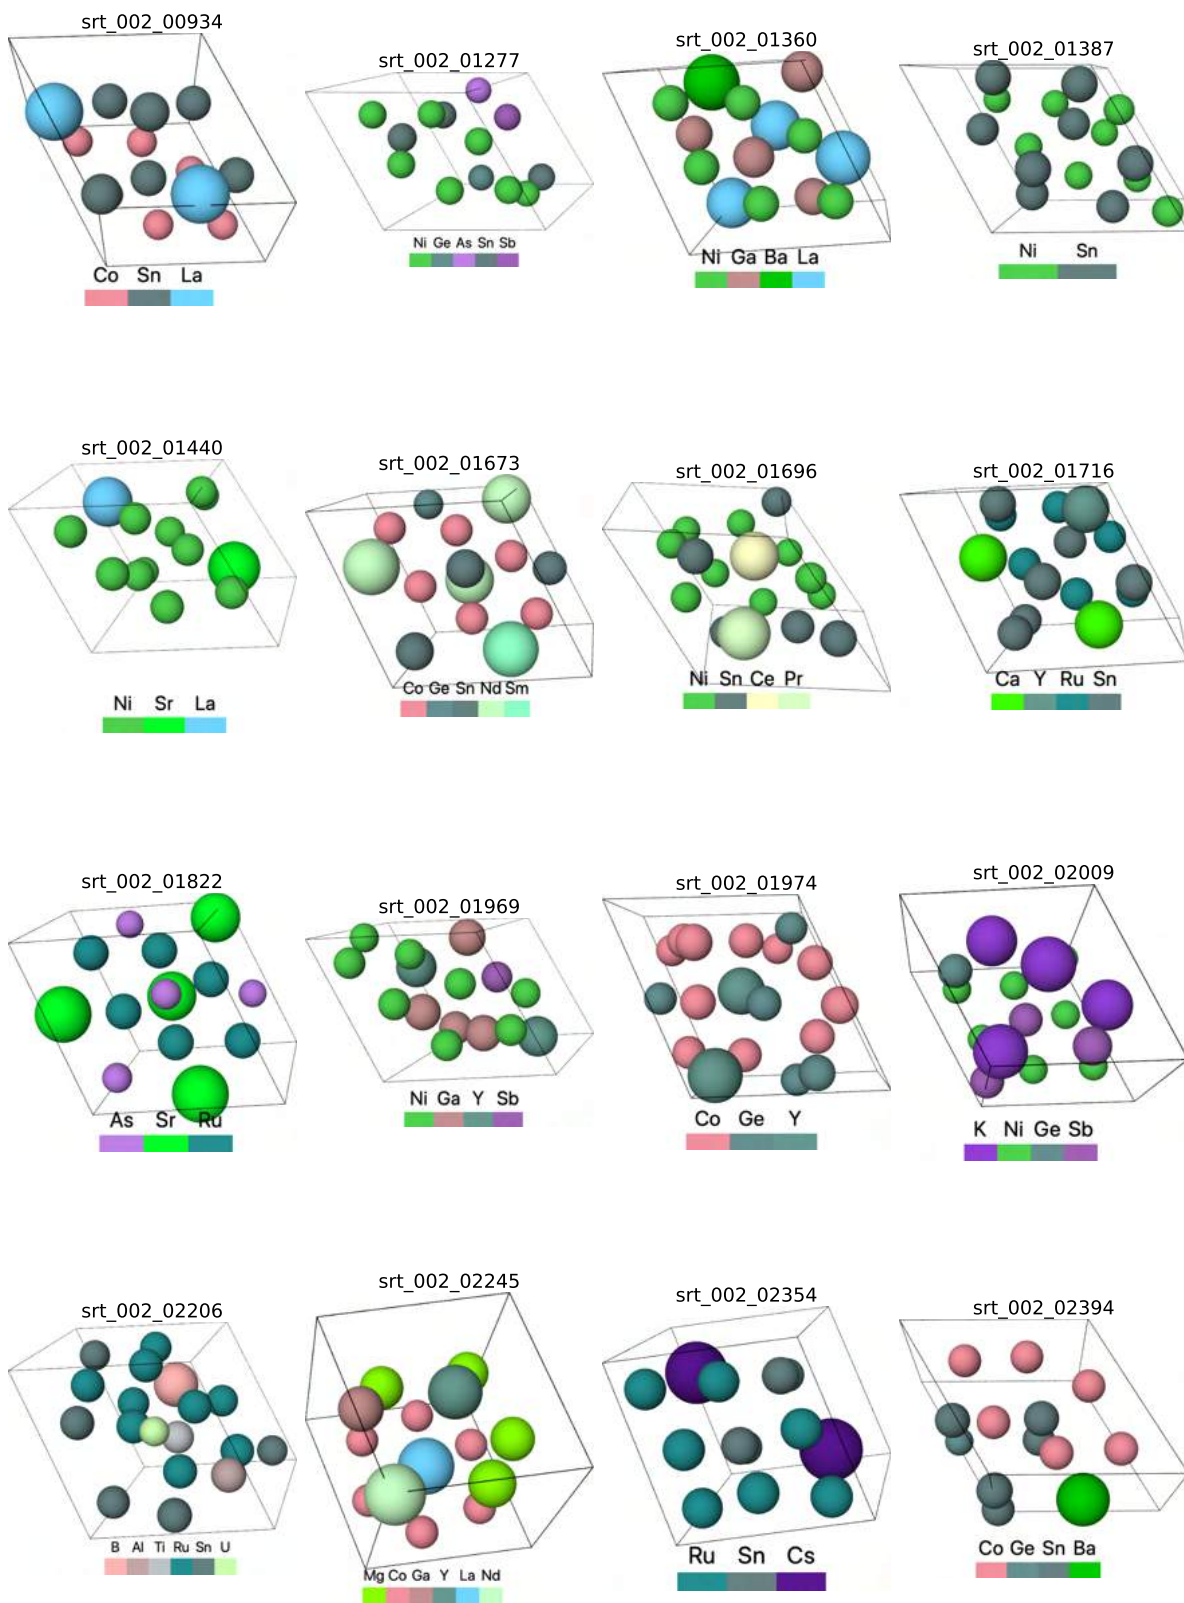 srt_002_00934
srt_002_01277
srt_002_01360
srt_002_01387
Co Sn La
Ni Ge As Sn Sb
Ni Ga Ba La
Ni Sn
srt_002_01440
srt_002_01673
srt_002_01696
srt_002_01716
Ni Sr La
Co Ge Sn Nd Sm
Ni Sn Ce Pr
Ca Y Ru Sn
srt_002_01822
srt_002_01969
srt_002_01974
srt_002_02009
As Sr Ru
Ni Ga Y Sb
Co Ge Y
K Ni Ge Sb
srt_002_02206
srt_002_02245
srt_002_02354
srt_002_02394
B Al Ti Ru Sn U
Mg Co Ga Y La Nd
Ru Sn Cs
Co Ge Sn Ba